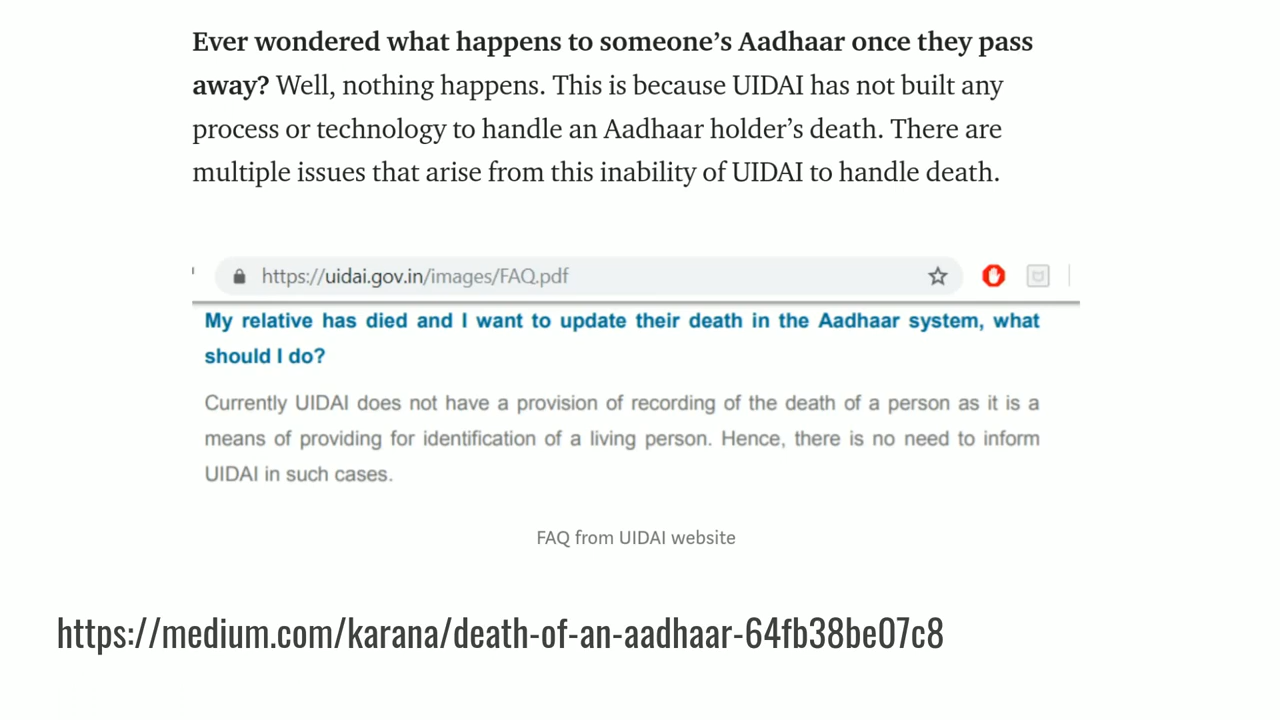 Ever wondered what happens to someone’s Aadhaar once they pass
away? Well, nothing happens. This is because UIDAI has not built any
process or technology to handle an Aadhaar holder’s death. There are
multiple issues that arise from this inability of UIDAI to handle death.
https://uidai.gov.in/images/FAQ.pdf
My relative has died and I want to update their death in the Aadhaar system, what
should I do?
Currently UIDAI does not have a provision of recording of the death of a person as it is a
means of providing for identification of a living person. Hence, there is no need to inform
UIDAI in such cases.
FAQ from UIDAI website
https://medium.com/karana/death-of-an-aadhaar-64fb38be07c8